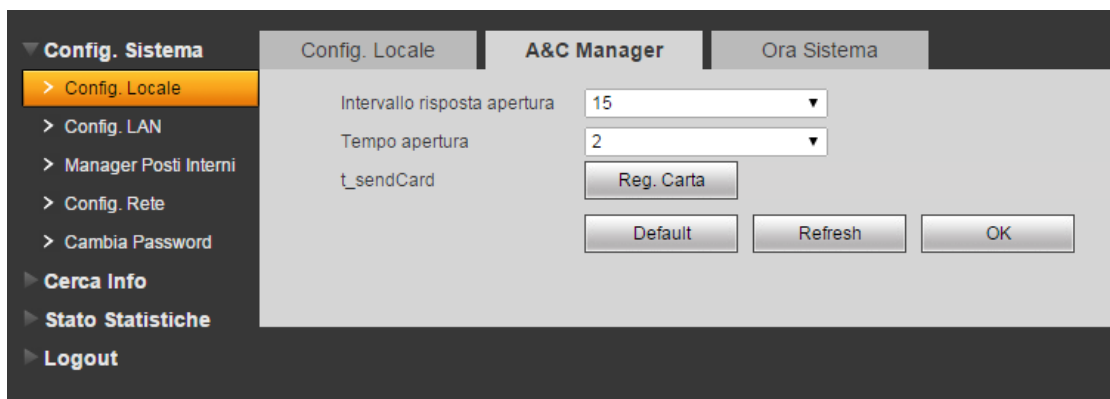 Config. Sistema
Config. Locale
Config. LAN
Manager Posti Interni
Config. Rete
Cambia Password
Cerca Info
Stato Statistiche
Logout
Config. Locale
A&C Manager
Ora Sistema
Intervallo risposta apertura
15
Tempo apertura
2
t_sendCard
Reg. Carta
Default
Refresh
OK